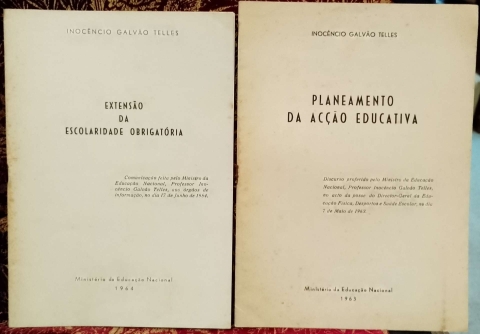 INOCÊNCIO GALVÃO TELLES
EXTENSÃO
DA
ESCOLARIDADE OBRIGATÓRIA
Comunicação feita pelo Ministro da
Educação Nacional, Professor Ino-
cêncio Galvão Telles, aos órgãos de
informação, no dia 17 de Junho de 1964.
Ministério da Educação Nacional
1964
INOCÊNCIO GALVÃO TELLES
PLANEAMENTO
DA ACÇÃO EDUCATIVA
Discurso proferido pelo Ministro da Educação
Nacional, Professor Inocêncio Galvão Telles,
no acto da posse do Director-Geral da Edu-
cação Física, Desportos e Saúde Escolar, no dia
7 de Maio de
Ministério da Educação Nacional